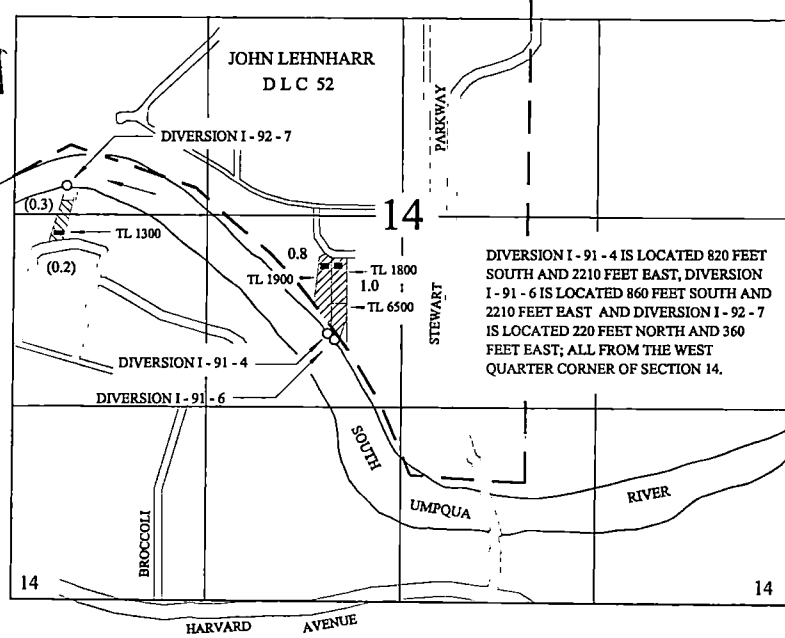 JOHN LEHNHARR
D L C 52
PARKWAY
DIVERSION I - 92 - 7
(0.3)
TL 1300
(0.2)
14
0.8
TL 1900
TL 1800
1.0
TL 6500
STEWART
DIVERSION I - 91 - 4 IS LOCATED 820 FEET
SOUTH AND 2210 FEET EAST, DIVERSION
I - 91 - 6 IS LOCATED 860 FEET SOUTH AND
2210 FEET EAST AND DIVERSION I - 92 - 7
IS LOCATED 220 FEET NORTH AND 360
FEET EAST; ALL FROM THE WEST
QUARTER CORNER OF SECTION 14.
DIVERSION I - 91 - 4
DIVERSION I - 91 - 6
SOUTH
UMPQUA
RIVER
BROCCOLI
14
14
HARVARD
AVENUE